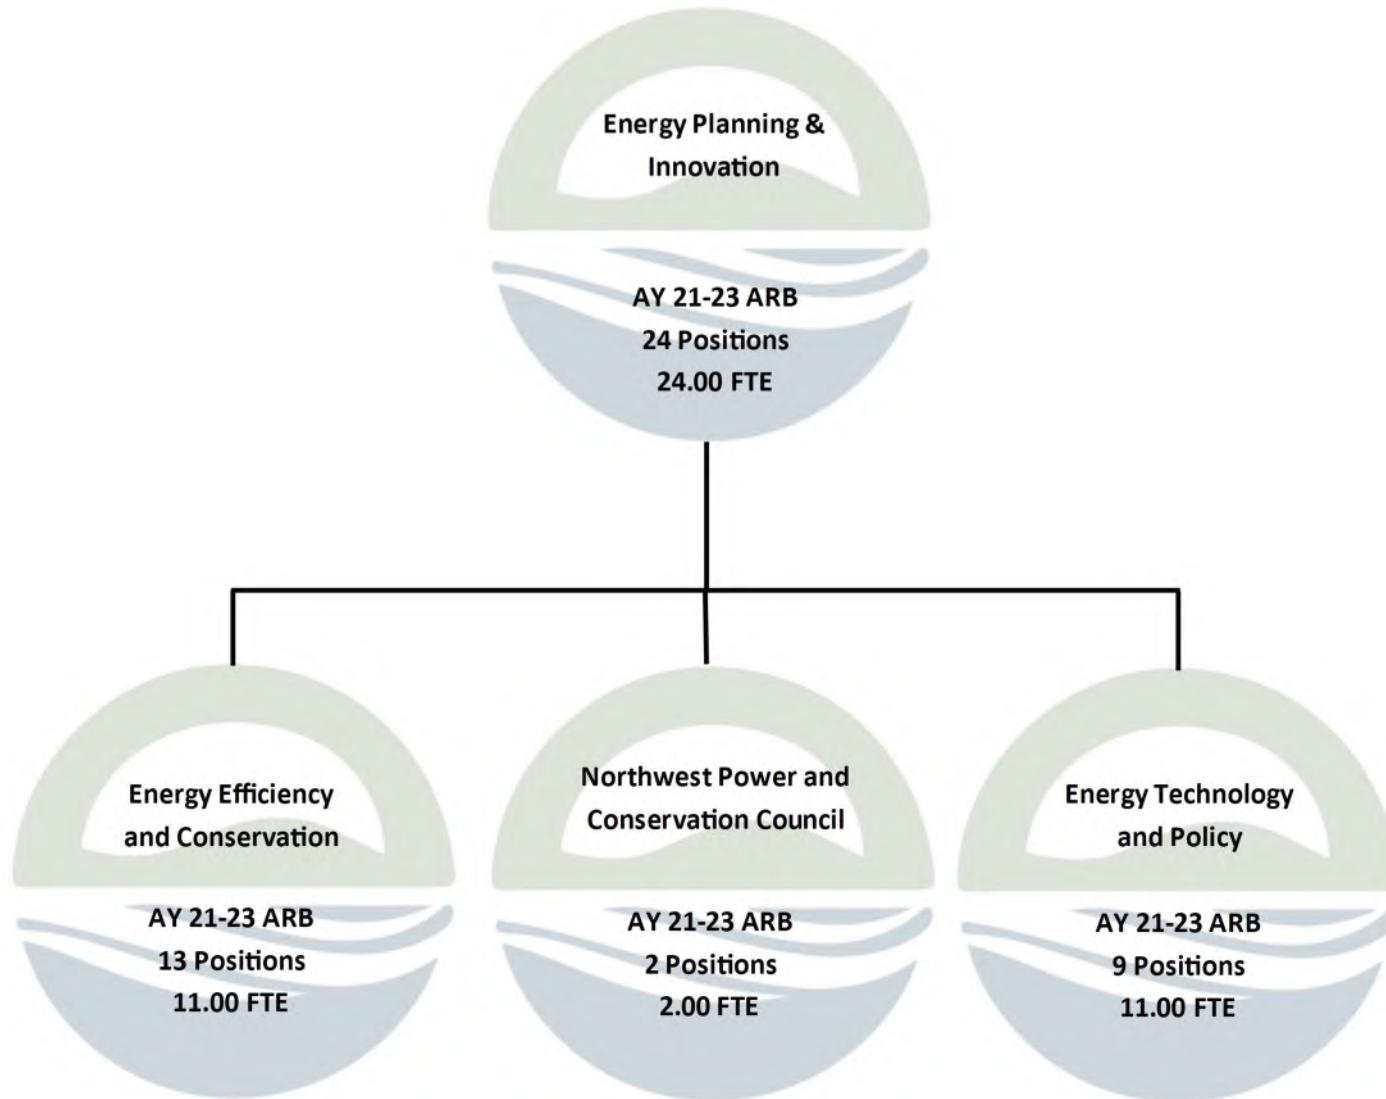 Energy Planning &
Innovation
AY 21-23 ARB
24 Positions
24.00 FTE
Energy Efficiency
and Conservation
AY 21-23 ARB
13 Positions
11.00 FTE
Northwest Power and
Conservation Council
AY 21-23 ARB
2 Positions
2.00 FTE
Energy Technology
and Policy
AY 21-23 ARB
9 Positions
11.00 FTE